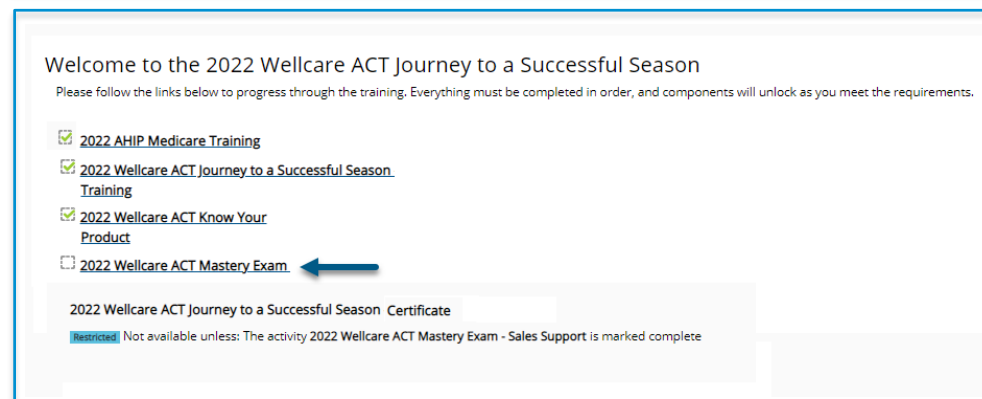 Welcome to the 2022 Wellcare ACT Journey to a Successful Season
Please follow the links below to progress through the training. Everything must be completed in order, and components will unlock as you meet the requirements.
2022 AHIP Medicare Training
2022 Wellcare ACT Journey to a Successful Season
Training
2022 Wellcare ACT Know Your
Product
2022 Wellcare ACT Mastery Exam
2022 Wellcare ACT Journey to a Successful Season Certificate
Restricted Not available unless: The activity 2022 Wellcare ACT Mastery Exam - Sales Support is marked complete